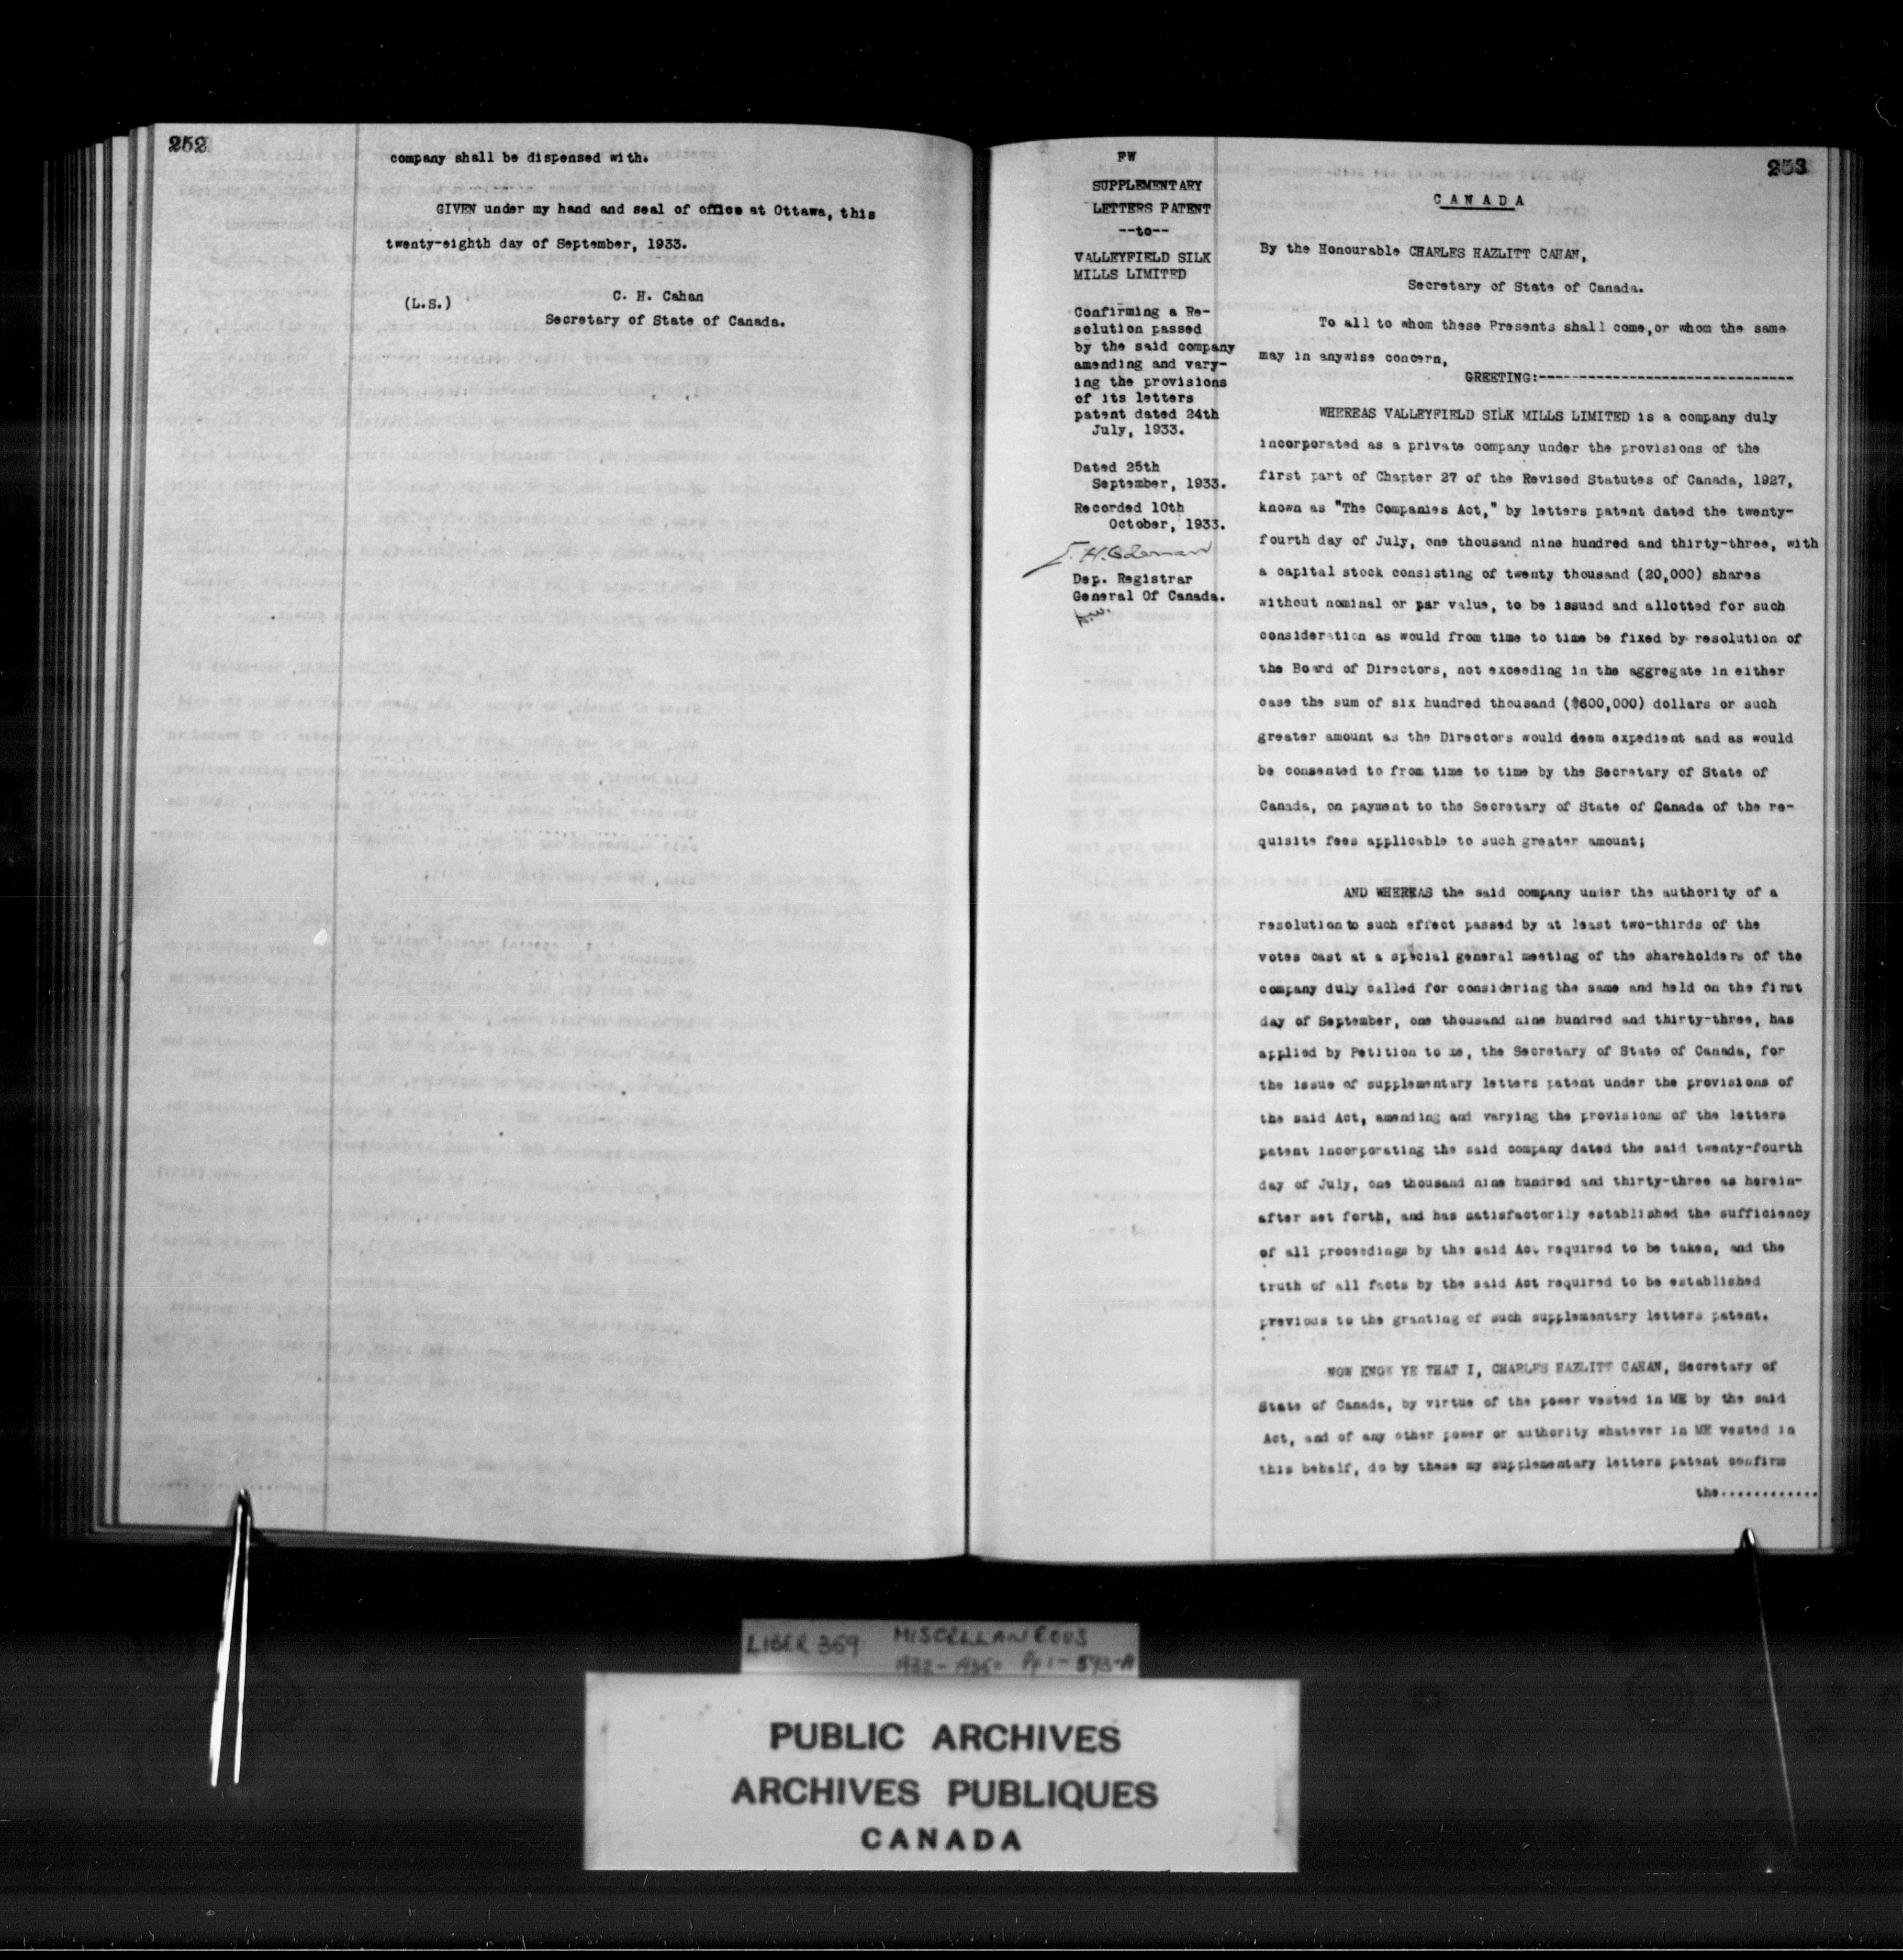 252
company shall be dispensed with.
GIVEN under my hand and seal of office at Ottawa, this
twenty-eighth day of September, 1933.
(L.S.)
C. H. Cahan
Secretary of State of Canada.
253
FW
SUPPLEMENTARY
LETTERS PATENT
--to--
VALLEYFIELD SILK
MILLS LIMITED
Confirming a Re-
solution passed
by the said company
amending and vary-
ing the provisions
of its letters
patent dated 24th
July, 1933.
Dated 25th
September, 1933.
Recorded 10th
October, 1933.
Dep. Registrar
General Of Canada.
CANADA
By the Honourable CHARLES HAZLITT CAHAN,
Secretary of State of Canada.
To all to whom these Presents shall come,or whom the same
may in anywise concern,
GREETING:-------------------------------
WHEREAS VALLEYFIELD SILK MILLS LIMITED is a company duly
incorporated as a private company under the provisions of the
first part of Chapter 27 of the Revised Statutes of Canada, 1927,
known as "The Companies Act," by letters patent dated the twenty-
fourth day of July, one thousand nine hundred and thirty-three, with
a capital stock consisting of twenty thousand (20,000) shares
without nominal or par value, to be issued and allotted for such
consideration as would from time to time be fixed by resolution of
the Board of Directors, not exceeding in the aggregate in either
case the sum of six hundred thousand ($600,000) dollars or such
greater amount as the Directors would deem expedient and as would
be consented to from time to time by the Secretary of State of
Canada, on payment to the Secretary of State of Canada of the re-
quisite fees applicable to such greater amount;
AND WHEREAS the said company under the authority of a
resolution to such effect passed by at least two-thirds of the
votes cast at a special general meeting of the shareholders of the
company duly called for considering the same and held on the first
day of September, one thousand nine hundred and thirty-three, has
applied by Petition to me, the Secretary of State of Canada, for
the issue of supplementary letters patent under the provisions of
the said Act, amending and varying the provisions of the letters
patent incorporating the said company dated the said twenty-fourth
day of July, one thousand nine hundred and thirty-three as herein-
after set forth, and has satisfactorily established the sufficiency
of all proceedings by the said Act required to be taken, and the
truth of all facts by the said Act required to be established
previous to the granting of such supplementary letters patent.
NOW KNOW YE THAT I, CHARLES HAZLITT CAHAN, Secretary of
State of Canada, by virtue of the power vested in ME by the said
Act, and of any other power or authority whatever in ME vested in
this behalf, do by these my supplementary letters patent confirm
the............
LIBER 369 MISCELLANEOUS
1932-1935 Pp 1-593-A
PUBLIC ARCHIVES
ARCHIVES PUBLIQUES
CANADA